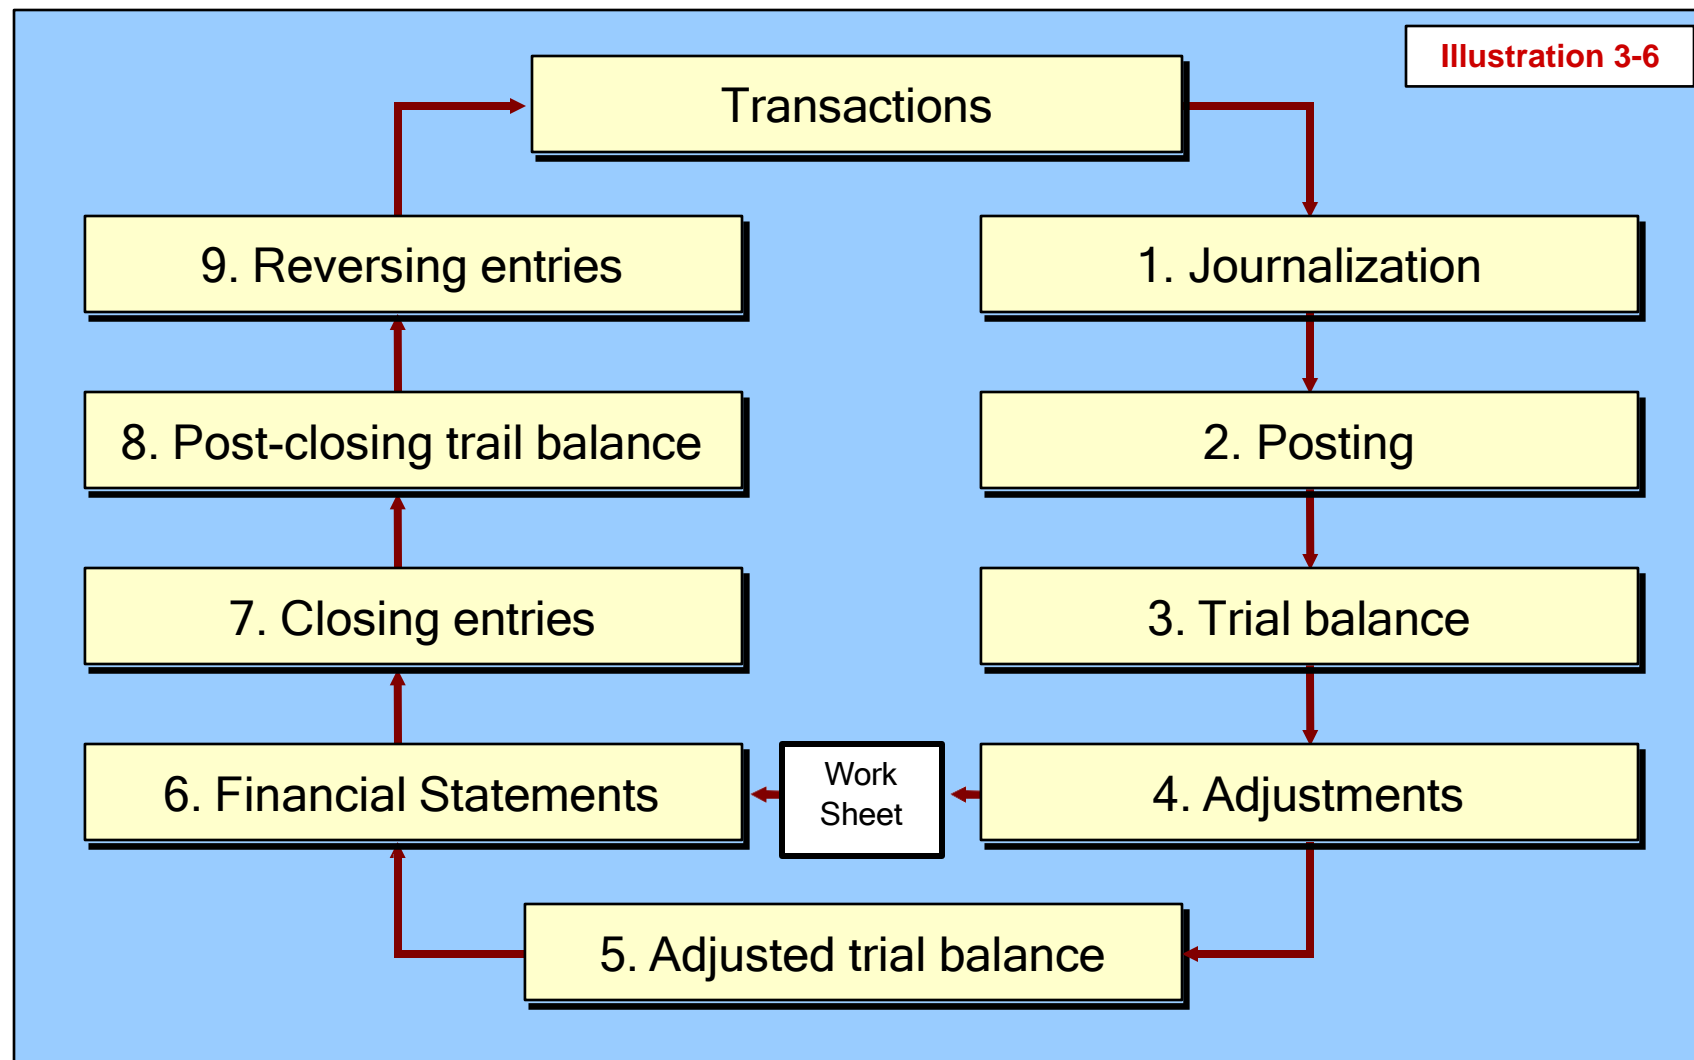 Illustration 3-6
Transactions
1. Journalization
2. Posting
3. Trial balance
4. Adjustments
Work
Sheet
5. Adjusted trial balance
6. Financial Statements
7. Closing entries
8. Post-closing trail balance
9. Reversing entries